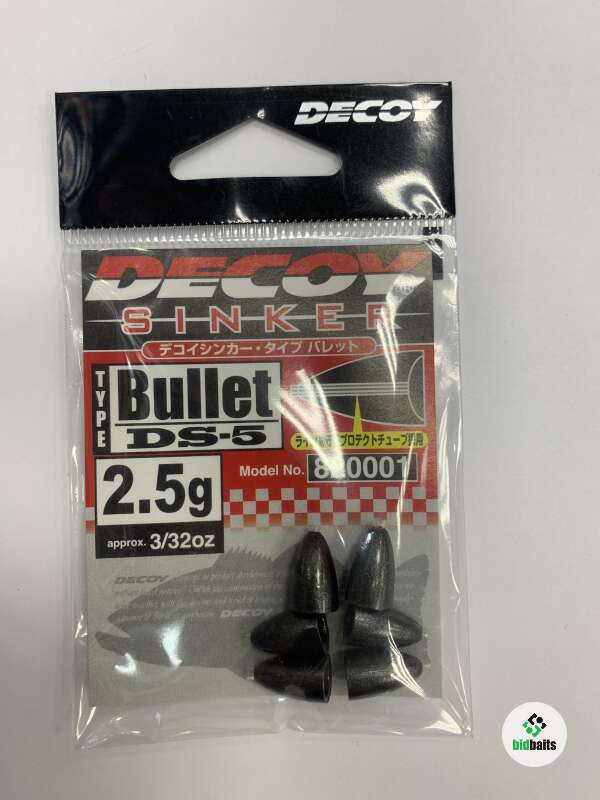 DECOY
DECOY
SINKER
デコイシンカー・タイプ バレット
TYPE
Bullet
DS-5
2.5g
approx. 3/32oz
Model No. 820001
DECOY
DECOY
bidbaits